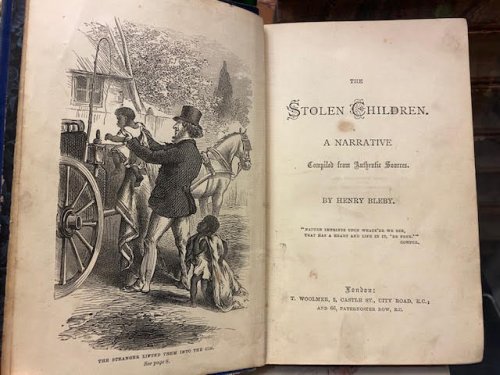 THE STRANGER LIFTED THEM INTO THE GIG.
See page 8.
THE
STOLEN CHILDREN.
A NARRATIVE
Compiled from Authentic Sources.
BY HENRY BLEBY.
"NATURE IMPRINTS UPON WHATE'ER WE SEE,
THAT HAS A HEART AND LIFE IN IT, 'BE FREE.'"
COWPER.
London:
T. WOOLMER, 2, CASTLE ST., CITY ROAD, E.C.;
AND 66, PATERNOSTER ROW, E.C.